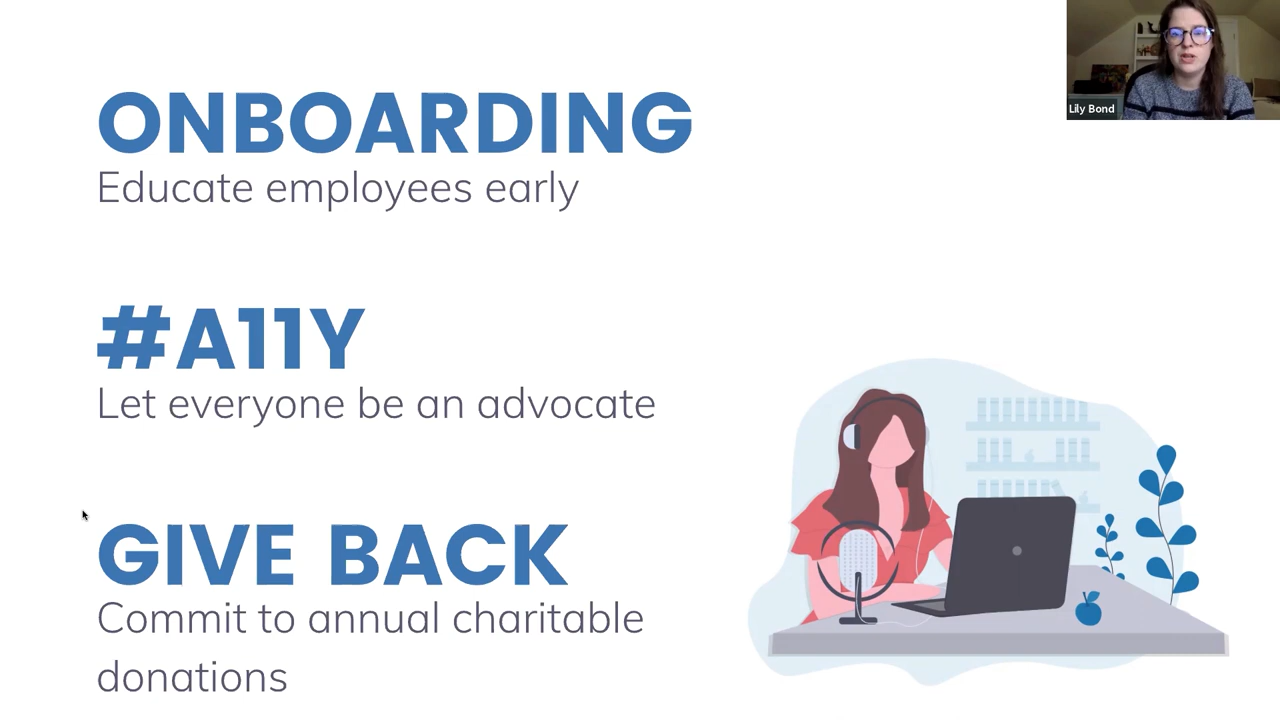 Lily Bond
ONBOARDING
Educate employees early
#A11Y
Let everyone be an advocate
GIVE BACK
Commit to annual charitable
donations